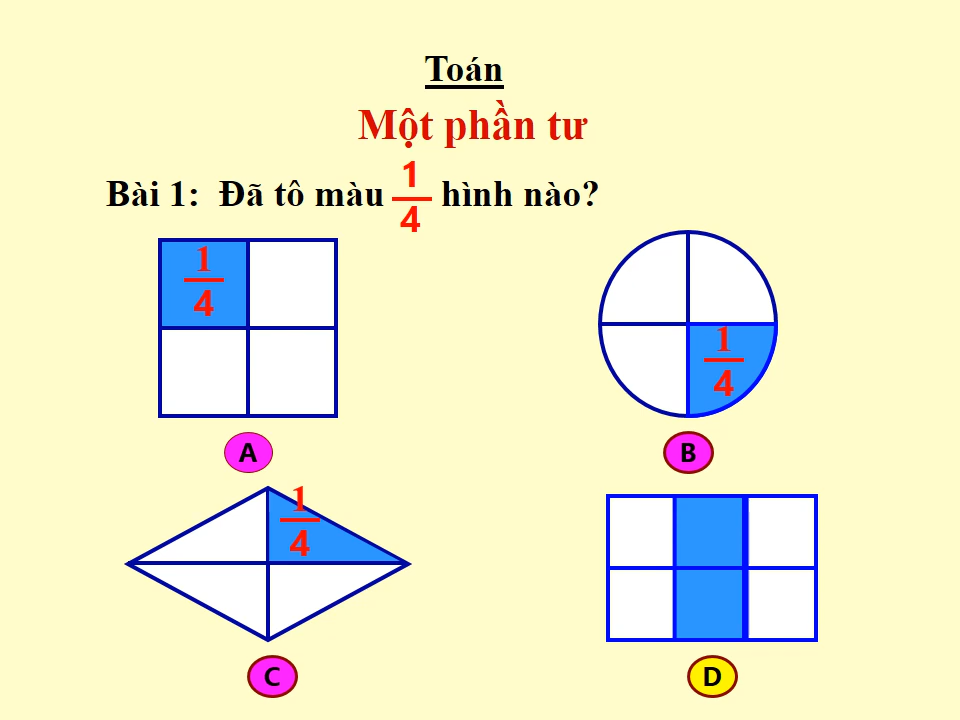 Toán
Một phần tư
Bài 1: Đã tô màu 1/4 hình nào?
1/4
1/4
A
B
1/4
C
D